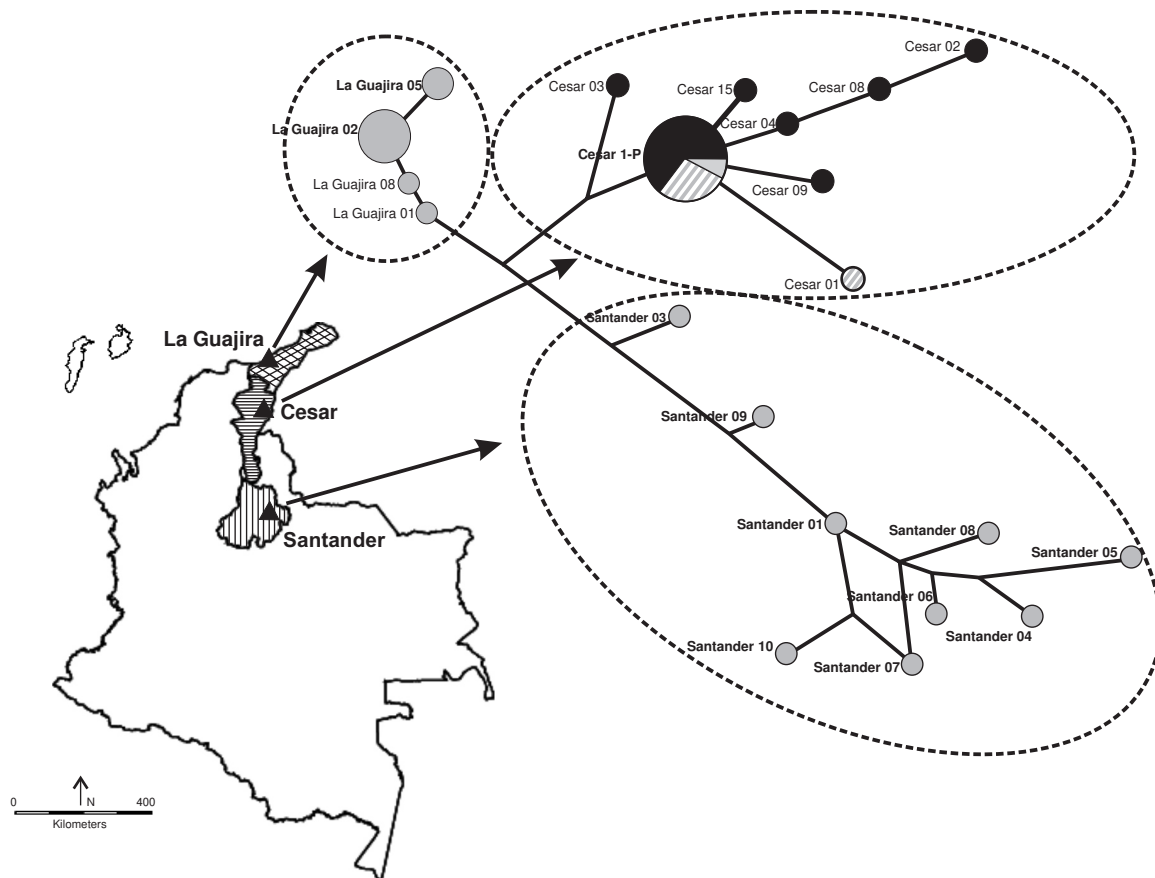 Cesar 02
La Guajira 05
Cesar 03
Cesar 15
Cesar 08
La Guajira 02
Cesar 04
Cesar 1-P
La Guajira 08
Cesar 09
La Guajira 01
Cesar 01
Santander 03
La Guajira
Cesar
Santander 09
Santander 01
Santander 08
Santander
Santander 05
Santander 06
Santander 04
Santander 10
Santander 07
0 N 400
Kilometers